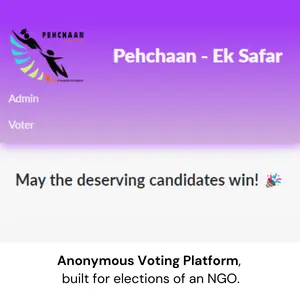 PEHCHAAN
Pehchaan - Ek Safar
Admin
Voter
May the deserving candidates win! 🎉
Anonymous Voting Platform,
built for elections of an NGO.